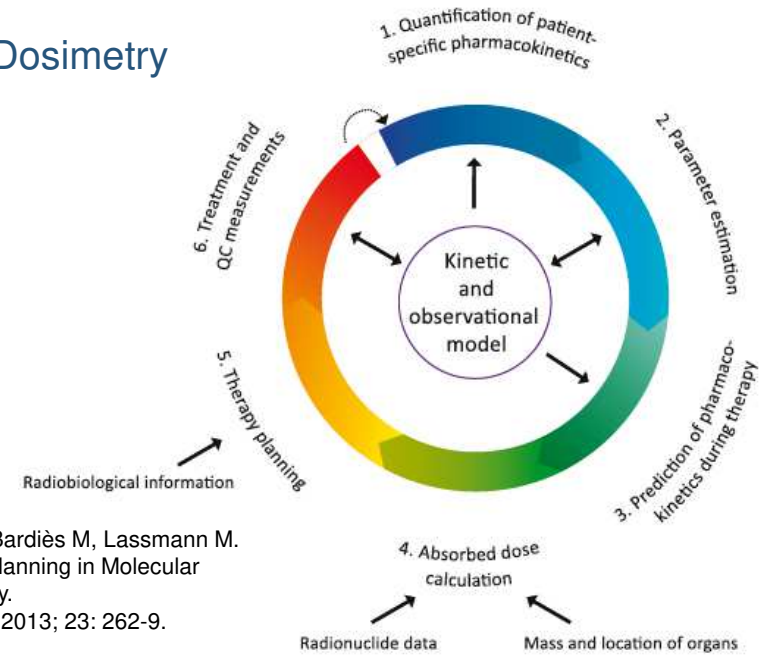 Dosimetry
1. Quantification of patient-
specific pharmacokinetics
2. Parameter estimation
3. Prediction of pharmaco-
kinetics during therapy
4. Absorbed dose
calculation
5. Therapy planning
6. Treatment and
QC measurements
Kinetic
and
observational
model
Radiobiological information
Radionuclide data
Mass and location of organs
Bardiès M, Lassmann M.
lanning in Molecular
y.
2013; 23: 262-9.